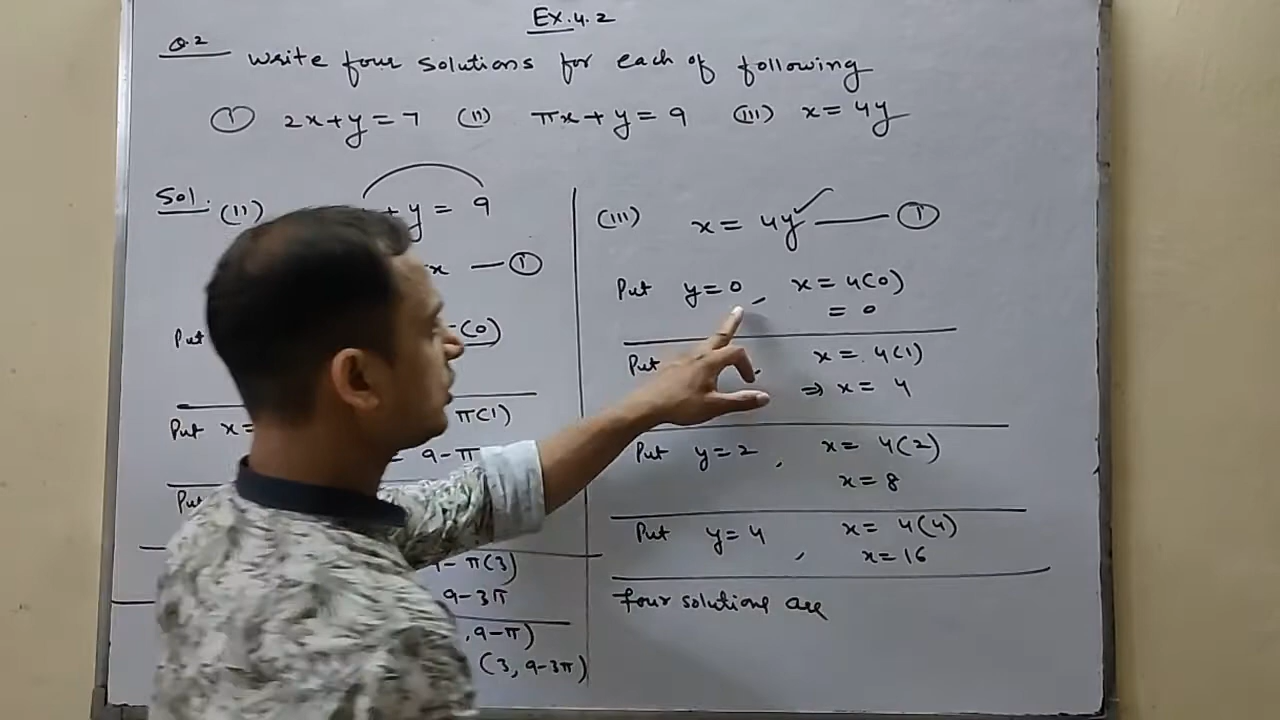 Ex.4.2
Q.2 Write four solutions for each of following
(i) 2x+y=7 (ii) πx+y=9 (iii) x=4y
Sol. (ii) + y = 9
x — (1)
Put -(0)
Put x= π(1)
= 9-π
Put
9-π(3)
9-3π
, 9-π)
(3, 9-3π)
(iii) x = 4y ✓ — (1)
Put y=0, x=4(0)
= 0
Put , x= 4(1)
⇒ x= 4
Put y=2, x= 4(2)
x=8
Put y=4, x= 4(4)
x=16
four solutions are